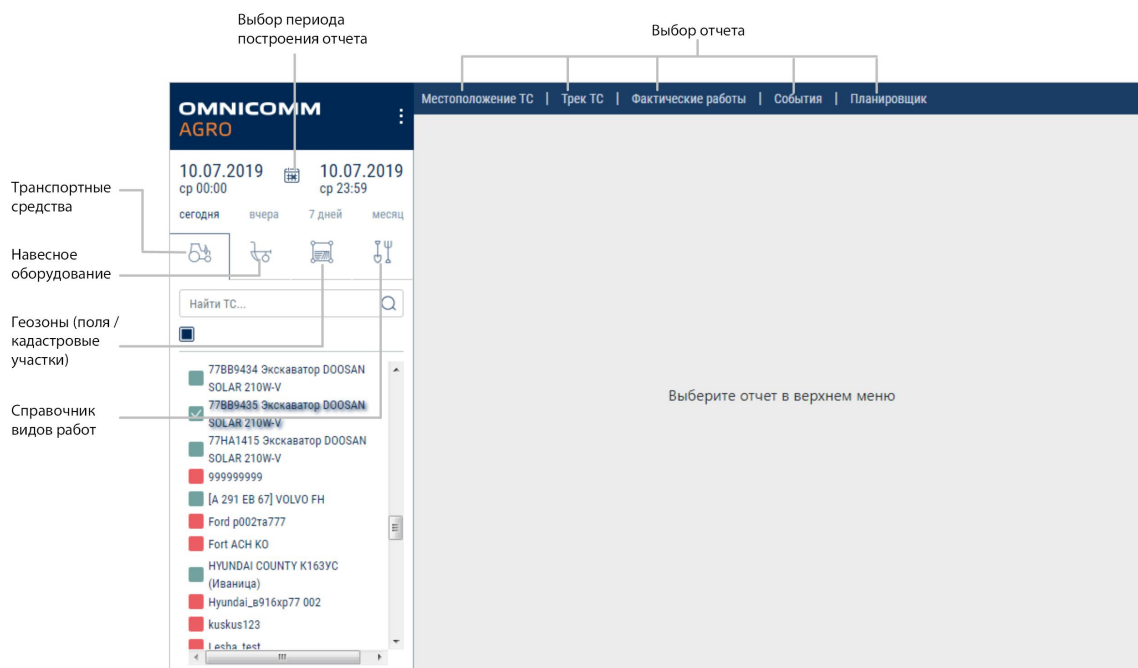 Выбор периода
построения отчета
Выбор отчета
Местоположение ТС | Трек ТС | Фактические работы | События | Планировщик
OMNICOMM
AGRO
10.07.2019 10.07.2019
ср 00:00 ср 23:59
сегодня вчера 7 дней месяц
Транспортные
средства
Навесное
оборудование
Найти ТС...
Геозоны (поля /
кадастровые
участки)
Справочник
видов работ
77ВВ9434 Экскаватор DOOSAN
SOLAR 210W-V
77ВВ9435 Экскаватор DOOSAN
SOLAR 210W-V
77НА1415 Экскаватор DOOSAN
SOLAR 210W-V
999999999
[А 291 ЕВ 67] VOLVO FH
Ford р002та777
Fort ACH KO
HYUNDAI COUNTY К163УС
(Иваница)
Hyundai_в916хр77 002
kuskus123
Lesha_test
Выберите отчет в верхнем меню